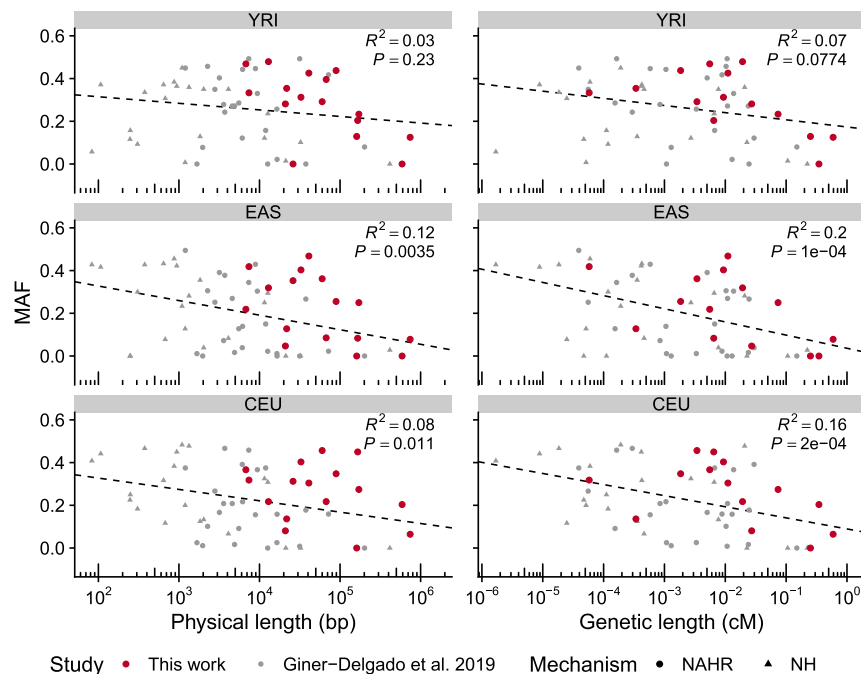 YRI
YRI
R² = 0.03
P = 0.23
R² = 0.07
P = 0.0774
0.6
0.4
0.2
0.0
EAS
EAS
R² = 0.12
P = 0.0035
R² = 0.2
P = 1e−04
0.6
0.4
0.2
0.0
MAF
CEU
CEU
R² = 0.08
P = 0.011
R² = 0.16
P = 2e−04
0.6
0.4
0.2
0.0
10² 10³ 10⁴ 10⁵ 10⁶
10⁻⁶ 10⁻⁵ 10⁻⁴ 10⁻³ 10⁻² 10⁻¹ 10⁰
Physical length (bp)
Genetic length (cM)
Study This work Giner−Delgado et al. 2019 Mechanism NAHR NH